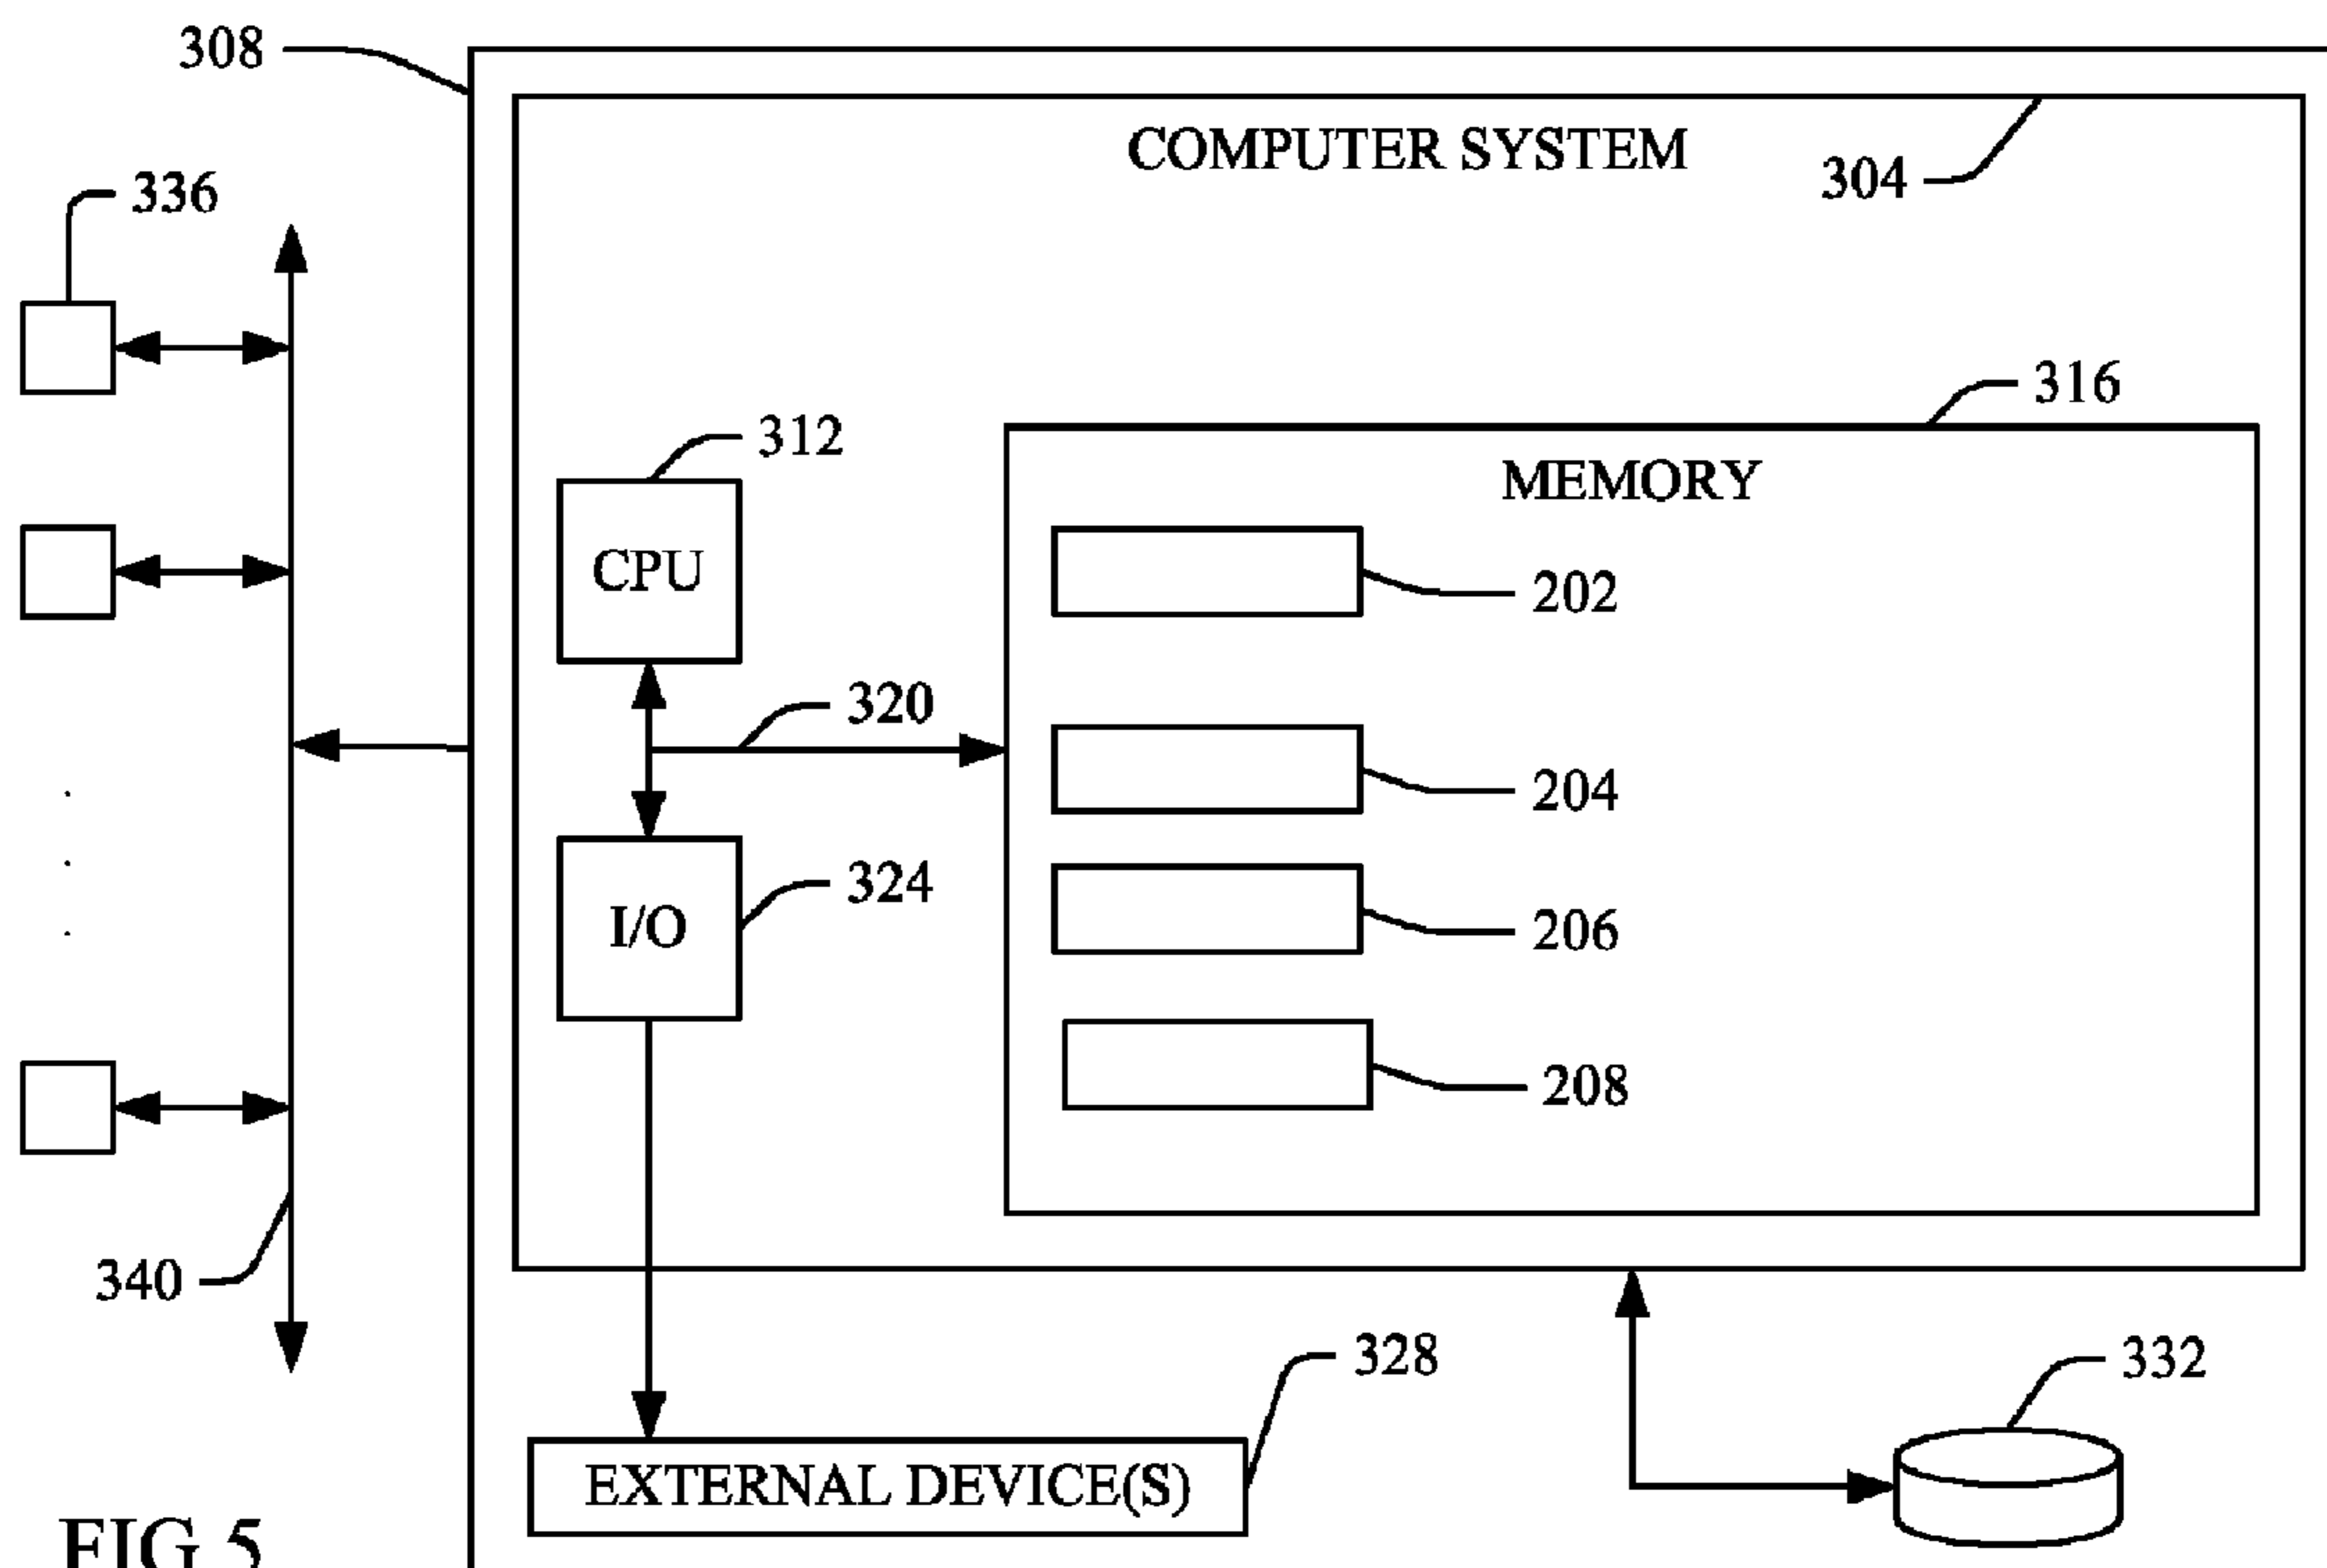 308
COMPUTER SYSTEM
304
336
316
312
MEMORY
CPU
202
320
204
324
I/O
206
208
340
328
332
EXTERNAL DEVICE(S)
FIG 5